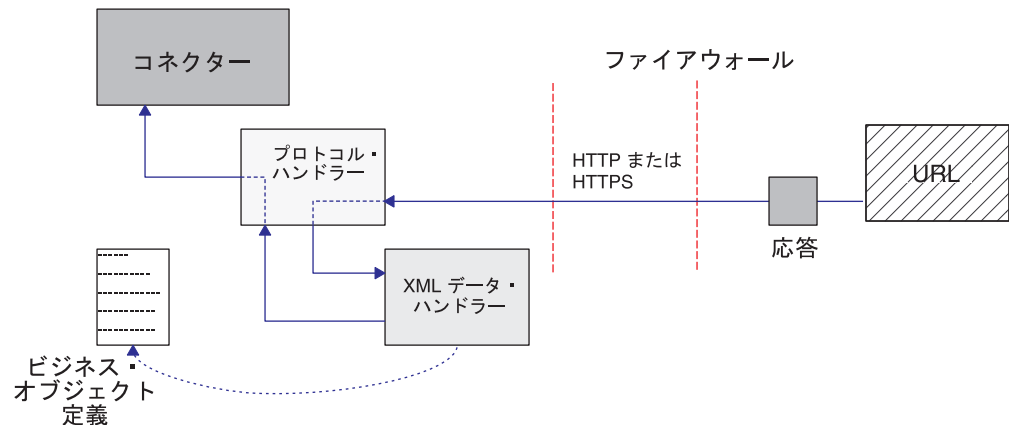 コネクター
ファイアウォール
プロトコル・
ハンドラー
HTTP または
HTTPS
URL
応答
XML データ・
ハンドラー
ビジネス・
オブジェクト
定義